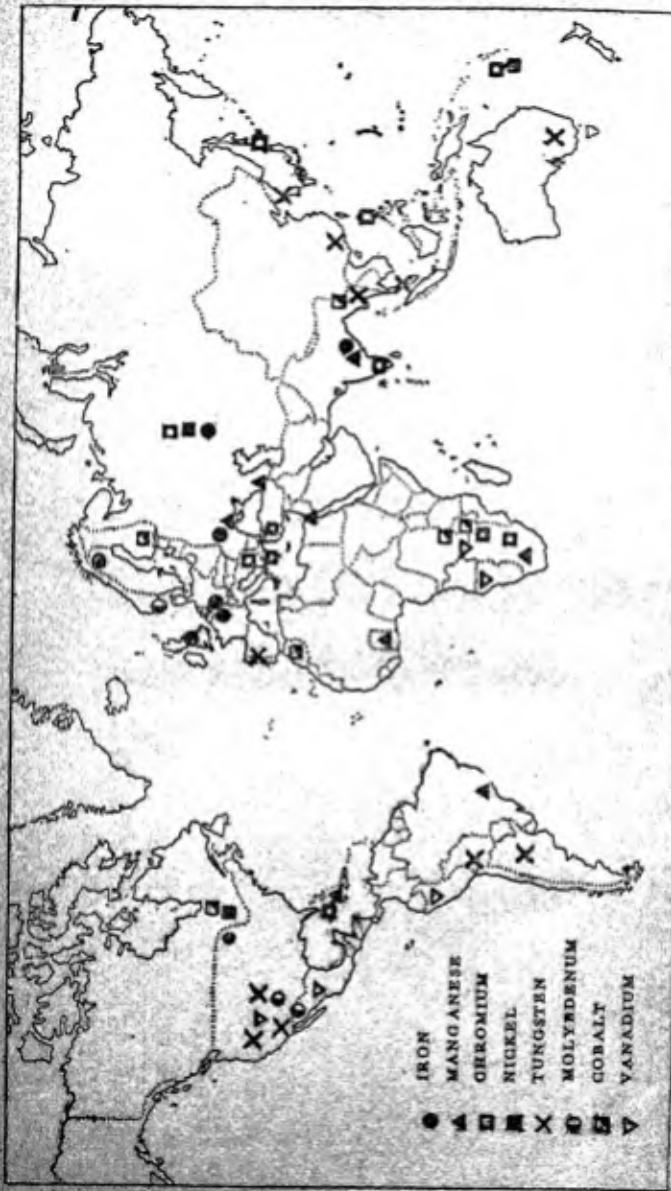 IRON
MANGANESE
CHROMIUM
NICKEL
TUNGSTEN
MOLYBDENUM
COBALT
VANADIUM